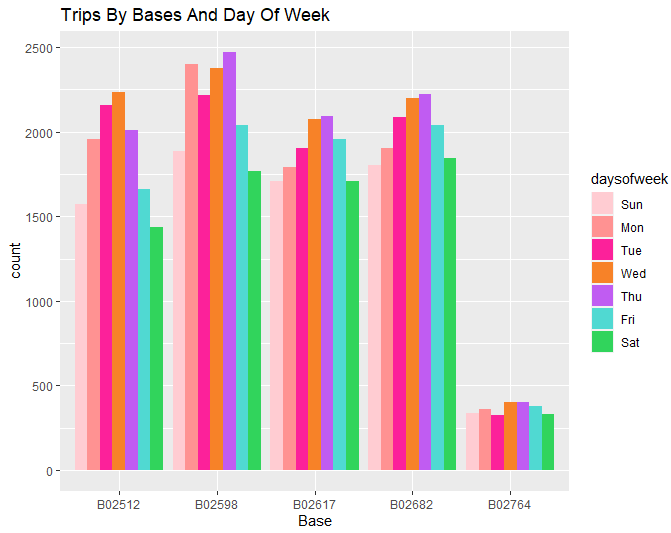 Trips By Bases And Day Of Week
count
2500
2000
1500
1000
500
0
B02512 B02598 B02617 B02682 B02764
Base
daysofweek
Sun
Mon
Tue
Wed
Thu
Fri
Sat